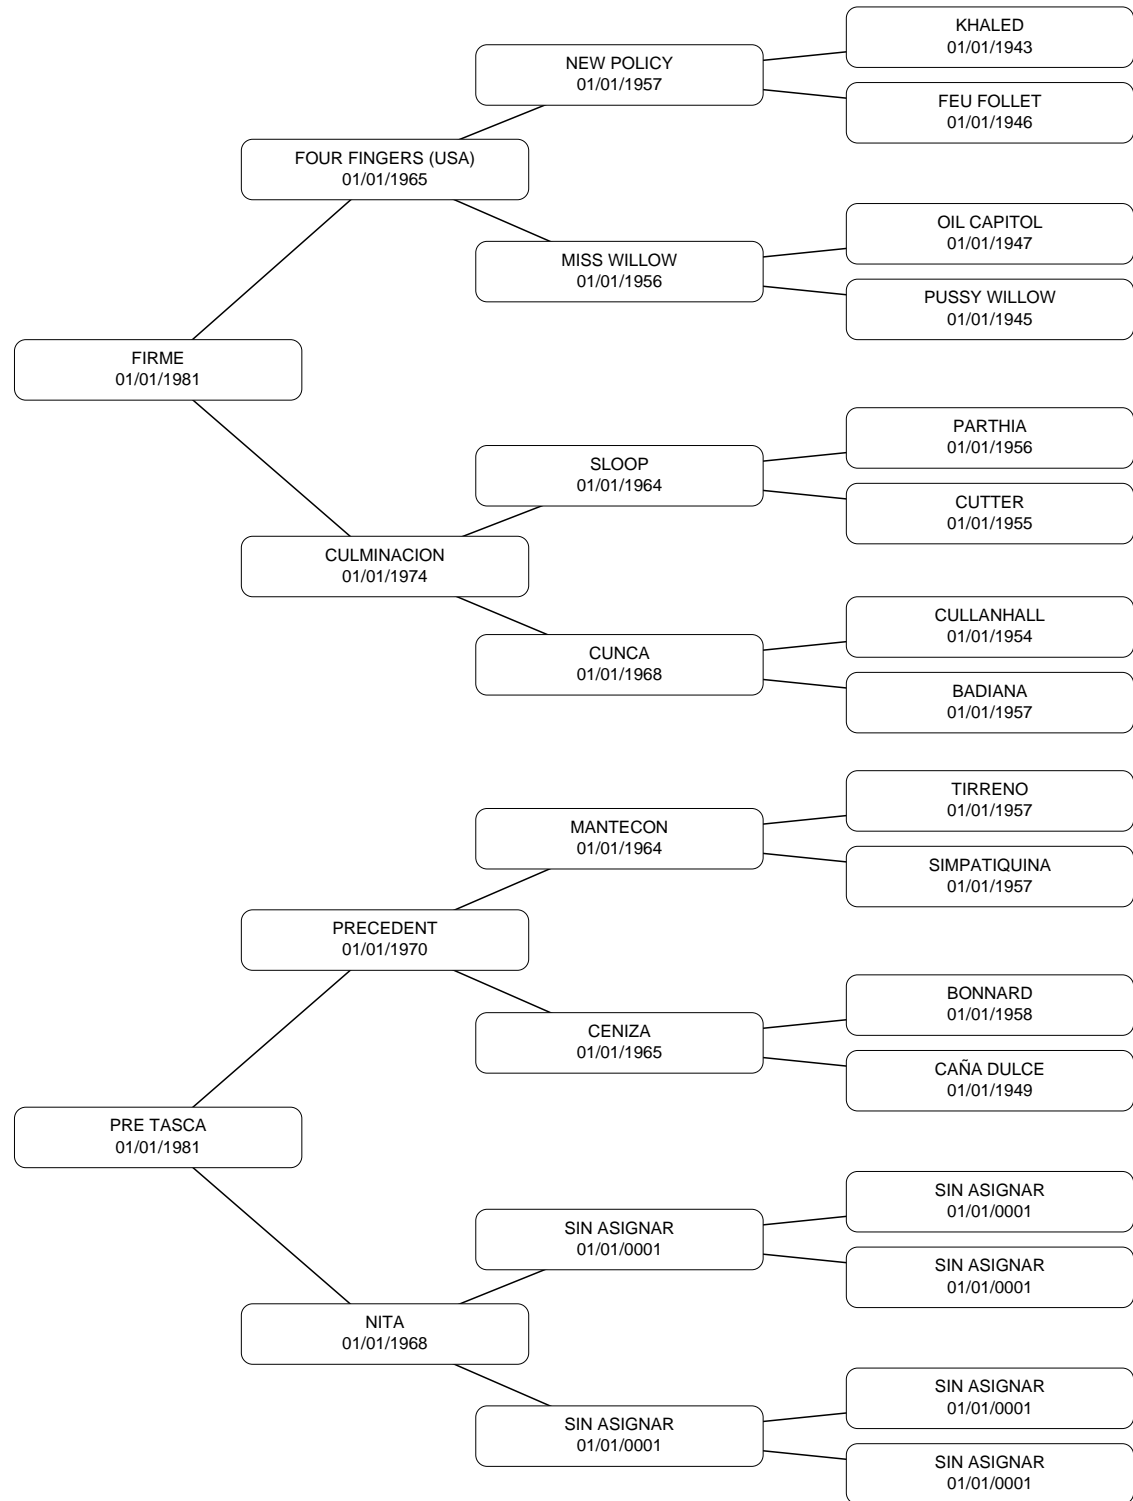 KHALED
01/01/1943
NEW POLICY
01/01/1957
FEU FOLLET
01/01/1946
FOUR FINGERS (USA)
01/01/1965
OIL CAPITOL
01/01/1947
MISS WILLOW
01/01/1956
PUSSY WILLOW
01/01/1945
FIRME
01/01/1981
PARTHIA
01/01/1956
SLOOP
01/01/1964
CUTTER
01/01/1955
CULMINACION
01/01/1974
CULLANHALL
01/01/1954
CUNCA
01/01/1968
BADIANA
01/01/1957
TIRRENO
01/01/1957
MANTECON
01/01/1964
SIMPATIQUINA
01/01/1957
PRECEDENT
01/01/1970
BONNARD
01/01/1958
CENIZA
01/01/1965
CAÑA DULCE
01/01/1949
PRE TASCA
01/01/1981
SIN ASIGNAR
01/01/0001
SIN ASIGNAR
01/01/0001
SIN ASIGNAR
01/01/0001
NITA
01/01/1968
SIN ASIGNAR
01/01/0001
SIN ASIGNAR
01/01/0001
SIN ASIGNAR
01/01/0001